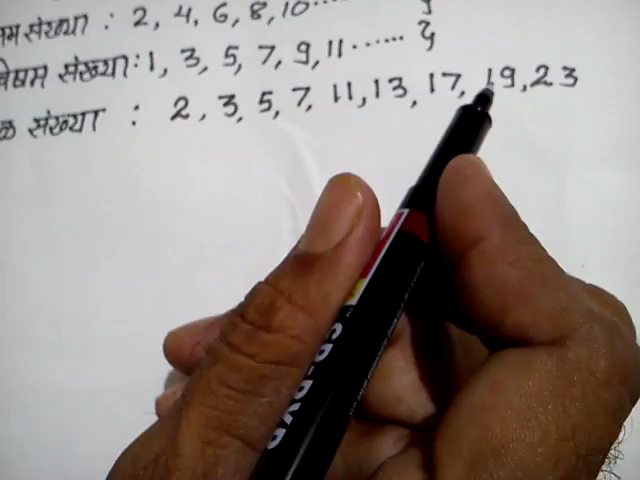 संख्या : 2, 4, 6, 8, 10.....
संख्या : 1, 3, 5, 7, 9, 11......
संख्या : 2, 3, 5, 7, 11, 13, 17, 19, 23